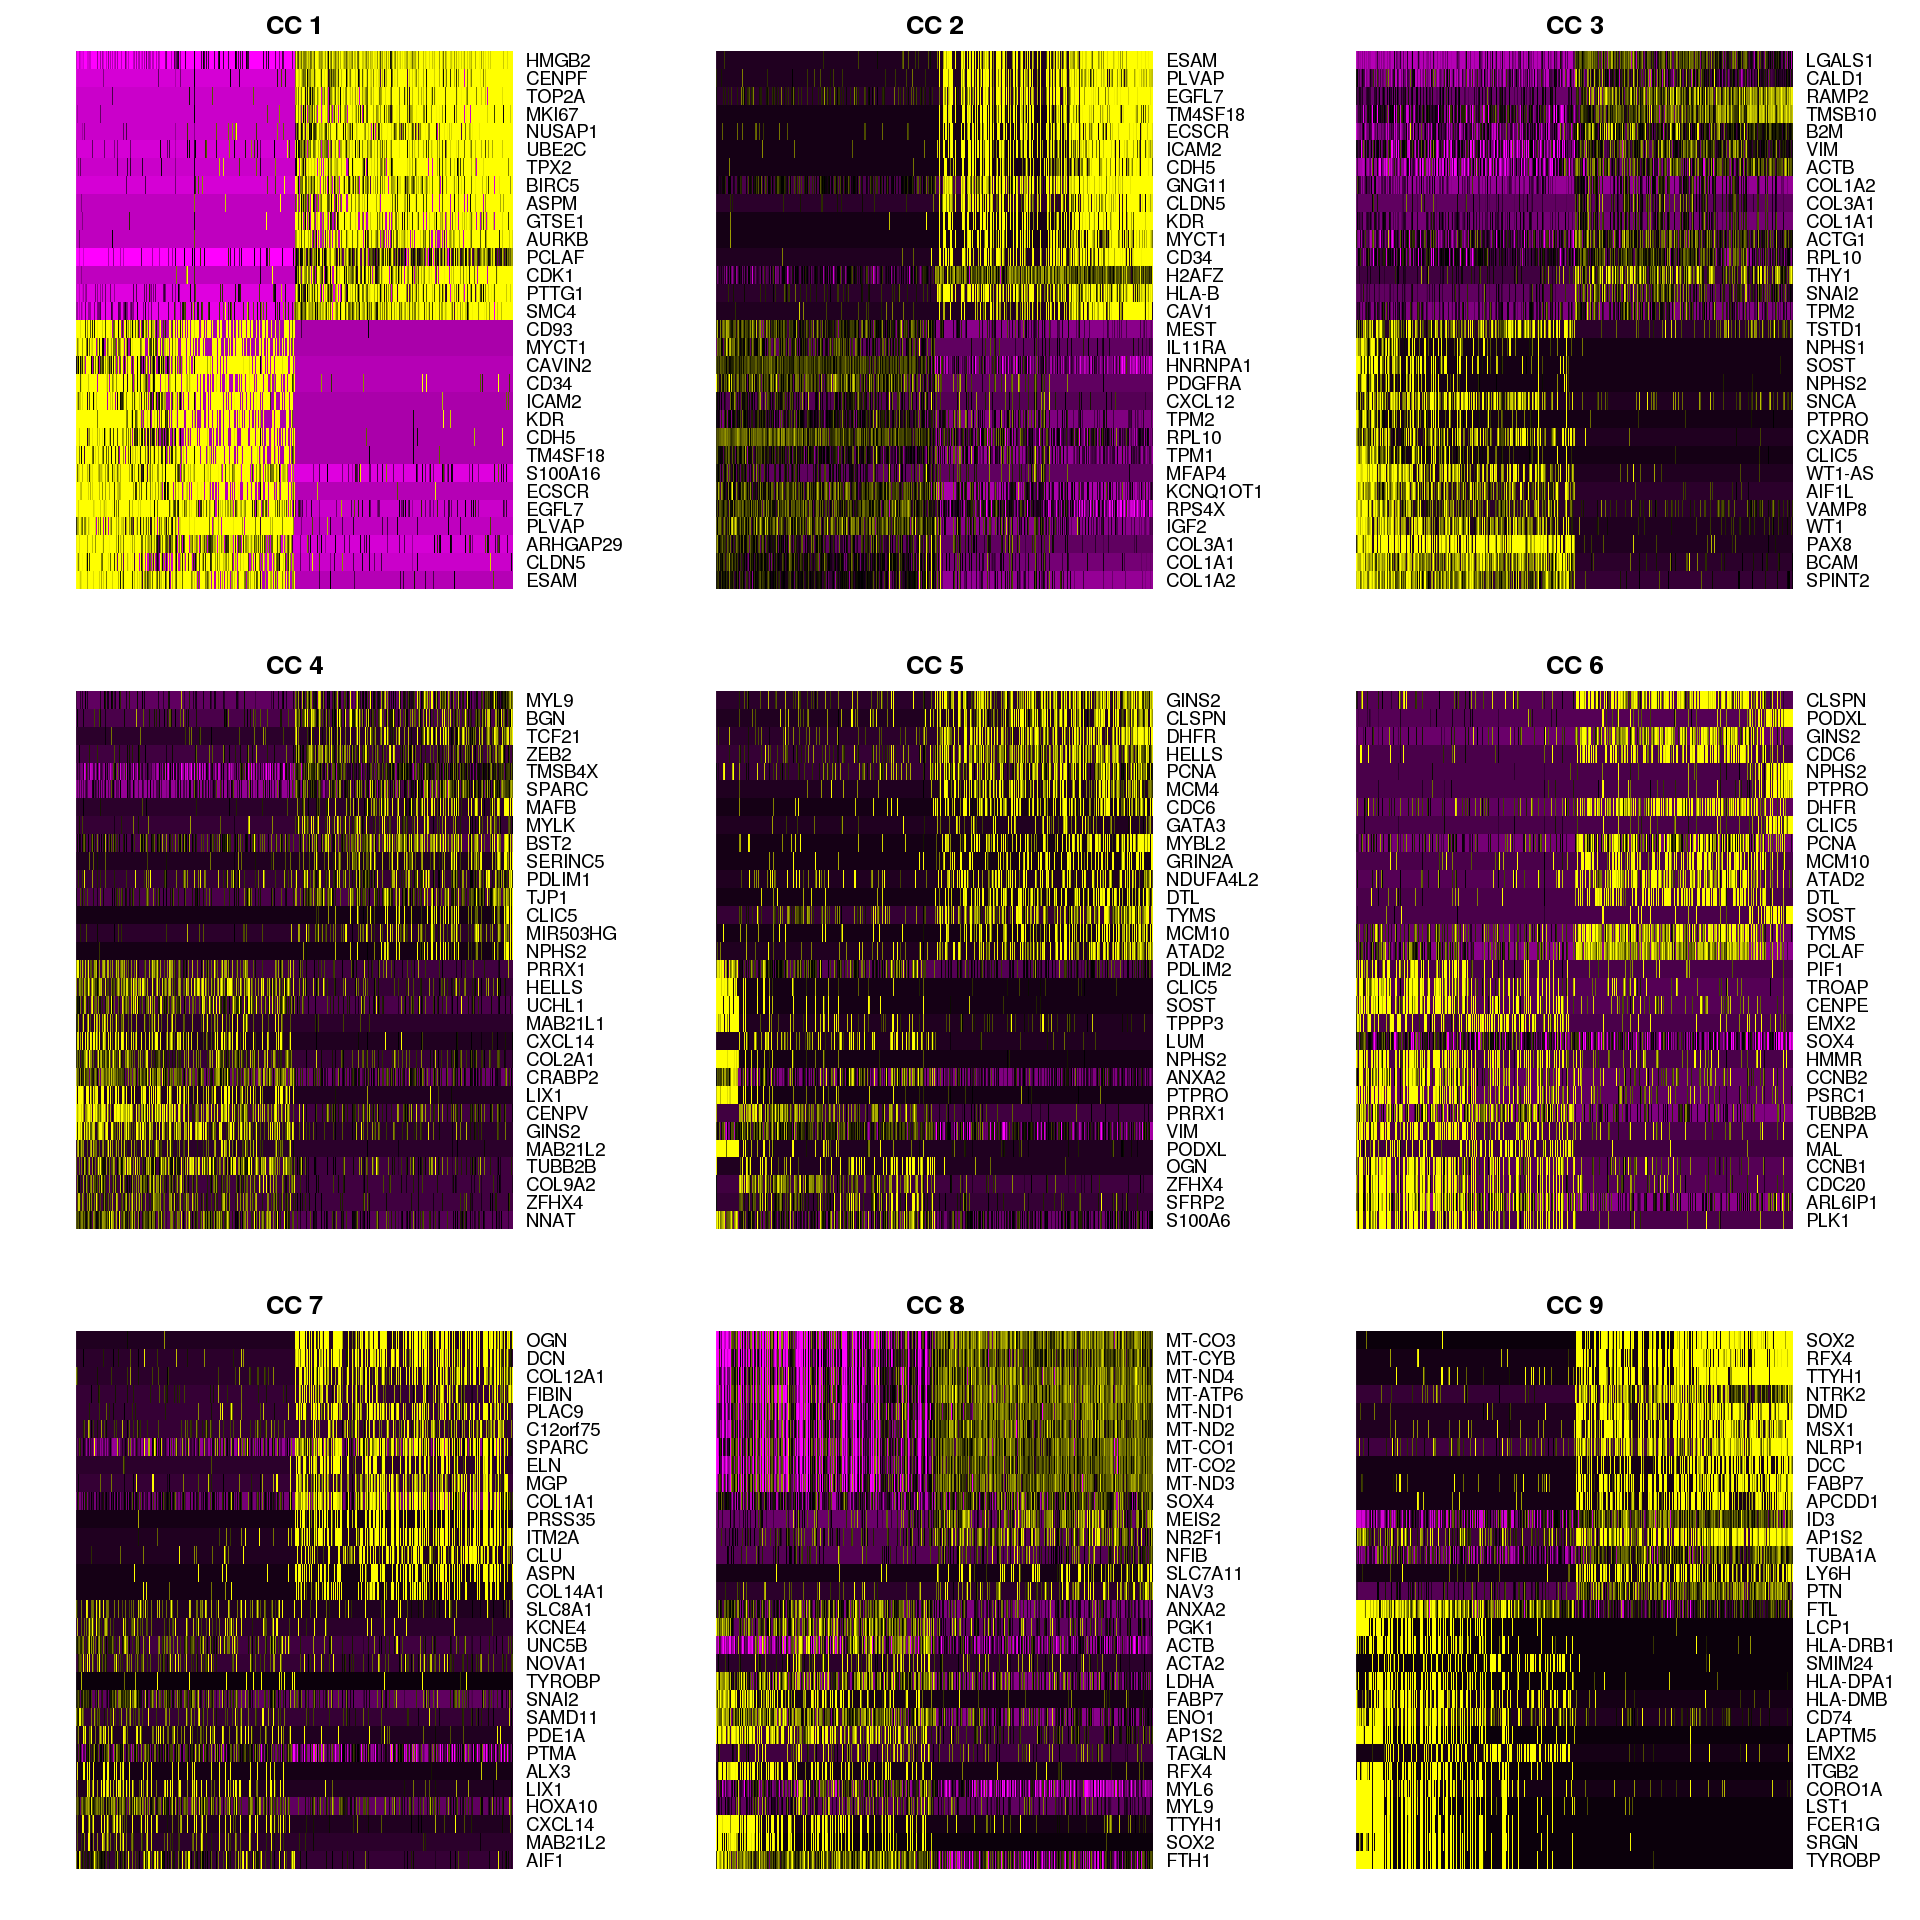 CC 1
HMGB2
CENPF
TOP2A
MKI67
NUSAP1
UBE2C
TPX2
BIRC5
ASPM
GTSE1
AURKB
PCLAF
CDK1
PTTG1
SMC4
CD93
MYCT1
CAVIN2
CD34
ICAM2
KDR
CDH5
TM4SF18
S100A16
ECSCR
EGFL7
PLVAP
ARHGAP29
CLDN5
ESAM
CC 2
ESAM
PLVAP
EGFL7
TM4SF18
ECSCR
ICAM2
CDH5
GNG11
CLDN5
KDR
MYCT1
CD34
H2AFZ
HLA-B
CAV1
MEST
IL11RA
HNRNPA1
PDGFRA
CXCL12
TPM2
RPL10
TPM1
MFAP4
KCNQ1OT1
RPS4X
IGF2
COL3A1
COL1A1
COL1A2
CC 3
LGALS1
CALD1
RAMP2
TMSB10
B2M
VIM
ACTB
COL1A2
COL3A1
COL1A1
ACTG1
RPL10
THY1
SNAI2
TPM2
TSTD1
NPHS1
SOST
NPHS2
SNCA
PTPRO
CXADR
CLIC5
WT1-AS
AIF1L
VAMP8
WT1
PAX8
BCAM
SPINT2
CC 4
MYL9
BGN
TCF21
ZEB2
TMSB4X
SPARC
MAFB
MYLK
BST2
SERINC5
PDLIM1
TJP1
CLIC5
MIR503HG
NPHS2
PRRX1
HELLS
UCHL1
MAB21L1
CXCL14
COL2A1
CRABP2
LIX1
CENPV
GINS2
MAB21L2
TUBB2B
COL9A2
ZFHX4
NNAT
CC 5
GINS2
CLSPN
DHFR
HELLS
PCNA
MCM4
CDC6
GATA3
MYBL2
GRIN2A
NDUFA4L2
DTL
TYMS
MCM10
ATAD2
PDLIM2
CLIC5
SOST
TPPP3
LUM
NPHS2
ANXA2
PTPRO
PRRX1
VIM
PODXL
OGN
ZFHX4
SFRP2
S100A6
CC 6
CLSPN
PODXL
GINS2
CDC6
NPHS2
PTPRO
DHFR
CLIC5
PCNA
MCM10
ATAD2
DTL
SOST
TYMS
PCLAF
PIF1
TROAP
CENPE
EMX2
SOX4
HMMR
CCNB2
PSRC1
TUBB2B
CENPA
MAL
CCNB1
CDC20
ARL6IP1
PLK1
CC 7
OGN
DCN
COL12A1
FIBIN
PLAC9
C12orf75
SPARC
ELN
MGP
COL1A1
PRSS35
ITM2A
CLU
ASPN
COL14A1
SLC8A1
KCNE4
UNC5B
NOVA1
TYROBP
SNAI2
SAMD11
PDE1A
PTMA
ALX3
LIX1
HOXA10
CXCL14
MAB21L2
AIF1
CC 8
MT-CO3
MT-CYB
MT-ND4
MT-ATP6
MT-ND1
MT-ND2
MT-CO1
MT-CO2
MT-ND3
SOX4
MEIS2
NR2F1
NFIB
SLC7A11
NAV3
ANXA2
PGK1
ACTB
ACTA2
LDHA
FABP7
ENO1
AP1S2
TAGLN
RFX4
MYL6
MYL9
TTYH1
SOX2
FTH1
CC 9
SOX2
RFX4
TTYH1
NTRK2
DMD
MSX1
NLRP1
DCC
FABP7
APCDD1
ID3
AP1S2
TUBA1A
LY6H
PTN
FTL
LCP1
HLA-DRB1
SMIM24
HLA-DPA1
HLA-DMB
CD74
LAPTM5
EMX2
ITGB2
CORO1A
LST1
FCER1G
SRGN
TYROBP